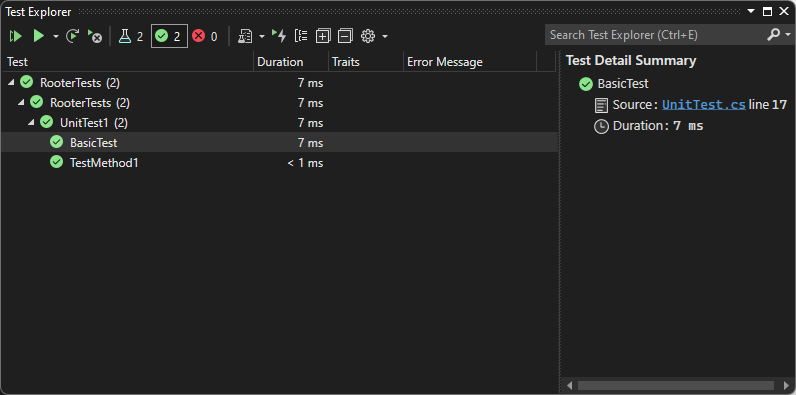 Test Explorer
2 2 0 Search Test Explorer (Ctrl+E)
Test Duration Traits Error Message
RooterTests (2) 7 ms
RooterTests (2) 7 ms
UnitTest1 (2) 7 ms
BasicTest 7 ms
TestMethod1 < 1 ms
Test Detail Summary
BasicTest
Source: UnitTest.cs line 17
Duration: 7 ms